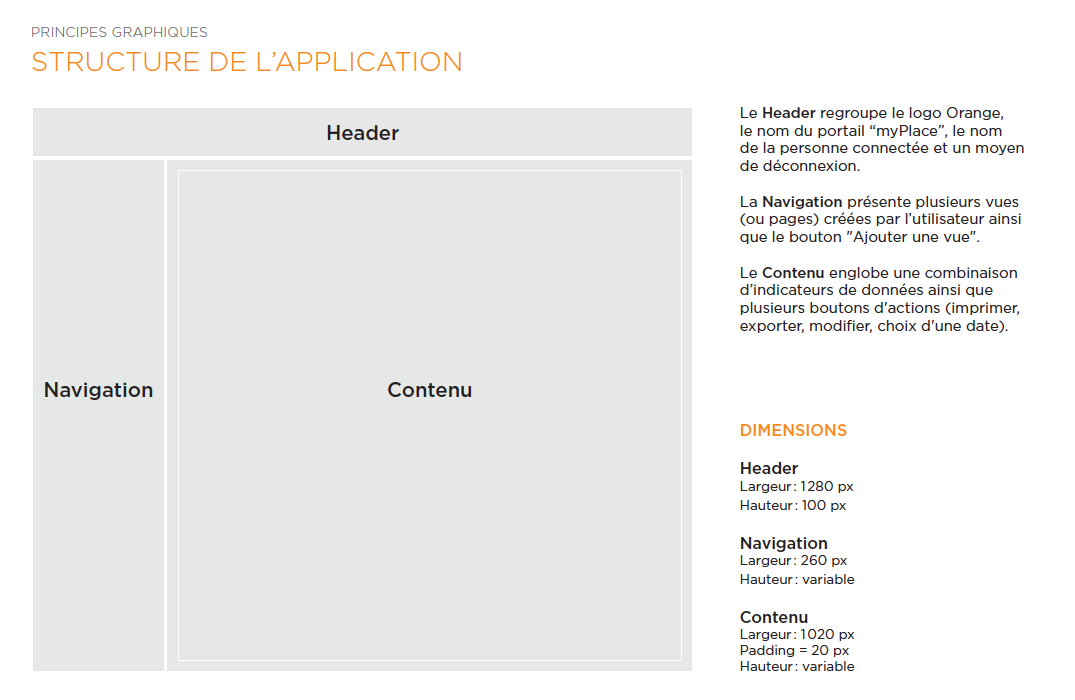 PRINCIPES GRAPHIQUES
STRUCTURE DE L’APPLICATION
Header
Navigation
Contenu
Le Header regroupe le logo Orange,
le nom du portail “myPlace”, le nom
de la personne connectée et un moyen
de déconnexion.
La Navigation présente plusieurs vues
(ou pages) créées par l’utilisateur ainsi
que le bouton "Ajouter une vue".
Le Contenu englobe une combinaison
d’indicateurs de données ainsi que
plusieurs boutons d'actions (imprimer,
exporter, modifier, choix d'une date).
DIMENSIONS
Header
Largeur : 1280 px
Hauteur : 100 px
Navigation
Largeur : 260 px
Hauteur : variable
Contenu
Largeur : 1020 px
Padding = 20 px
Hauteur : variable